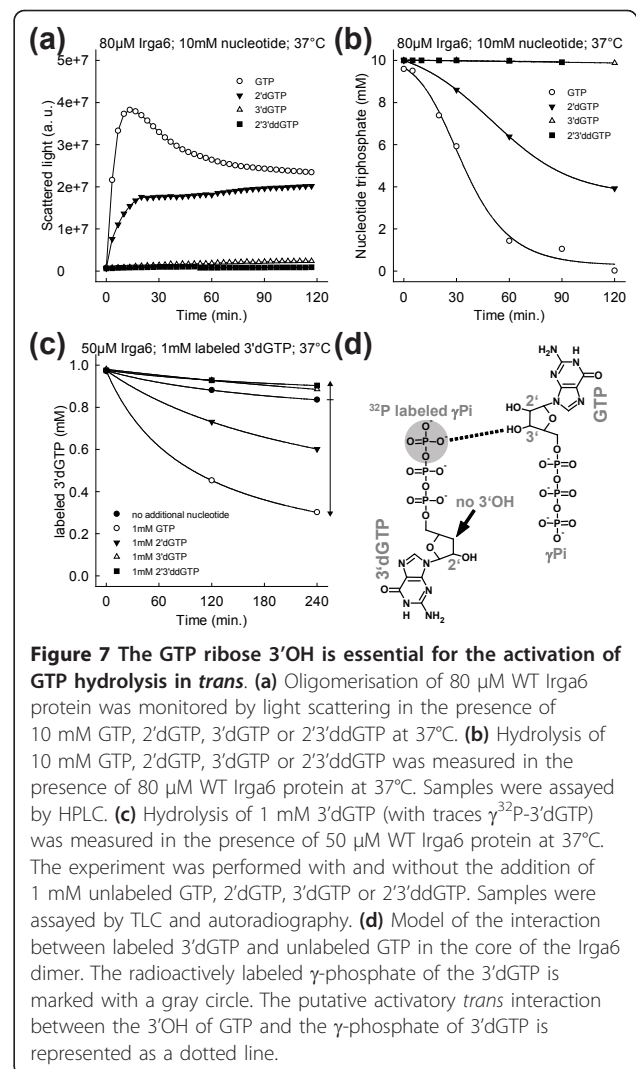 (a)
80μM Irga6; 10mM nucleotide; 37°C
5e+7
4e+7
3e+7
2e+7
1e+7
0
Scattered light (a. u.)
GTP
2'dGTP
3'dGTP
2'3'ddGTP
0 30 60 90 120
Time (min.)
(b)
80μM Irga6; 10mM nucleotide; 37°C
10
8
6
4
2
0
Nucleotide triphosphate (mM)
GTP
2'dGTP
3'dGTP
2'3'ddGTP
0 30 60 90 120
Time (min.)
(c)
50μM Irga6; 1mM labeled 3'dGTP; 37°C
1.0
0.8
0.6
0.4
0.2
0
labeled 3'dGTP (mM)
no additional nucleotide
1mM GTP
1mM 2'dGTP
1mM 3'dGTP
1mM 2'3'ddGTP
0 120 240
Time (min.)
(d)
32P labeled γPi
no 3'OH
3'dGTP
2'
OH
GTP
2'
3'
HO
HO
γPi
Figure 7 The GTP ribose 3'OH is essential for the activation of
GTP hydrolysis in trans. (a) Oligomerisation of 80 μM WT Irga6
protein was monitored by light scattering in the presence of
10 mM GTP, 2'dGTP, 3'dGTP or 2'3'ddGTP at 37°C. (b) Hydrolysis of
10 mM GTP, 2'dGTP, 3'dGTP or 2'3'ddGTP was measured in the
presence of 80 μM WT Irga6 protein at 37°C. Samples were assayed
by HPLC. (c) Hydrolysis of 1 mM 3'dGTP (with traces γ32P-3'dGTP)
was measured in the presence of 50 μM WT Irga6 protein at 37°C.
The experiment was performed with and without the addition of
1 mM unlabeled GTP, 2'dGTP, 3'dGTP or 2'3'ddGTP. Samples were
assayed by TLC and autoradiography. (d) Model of the interaction
between labeled 3'dGTP and unlabeled GTP in the core of the Irga6
dimer. The radioactively labeled γ-phosphate of the 3'dGTP is
marked with a gray circle. The putative activatory trans interaction
between the 3'OH of GTP and the γ-phosphate of 3'dGTP is
represented as a dotted line.